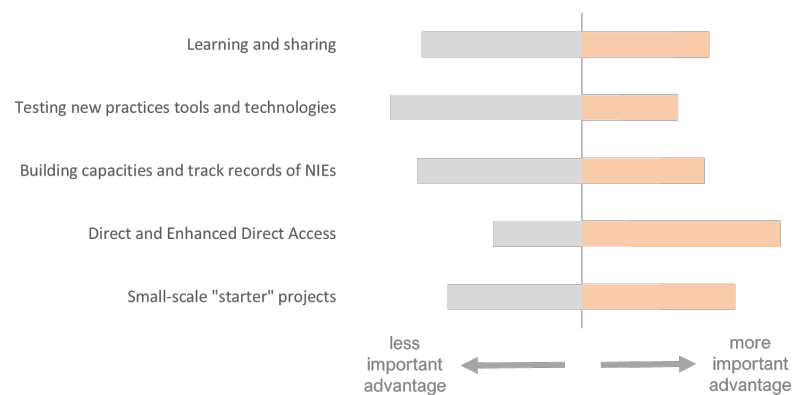 Learning and sharing
Testing new practices tools and technologies
Building capacities and track records of NIEs
Direct and Enhanced Direct Access
Small-scale "starter" projects
less
important
advantage
more
important
advantage